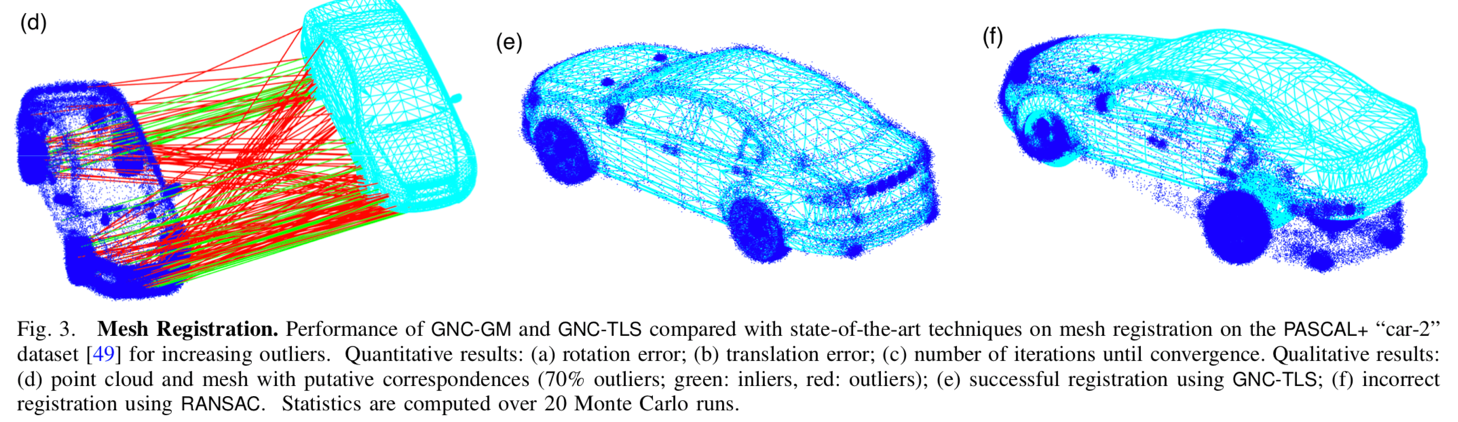 (d)
(e)
(f)
Fig. 3. Mesh Registration. Performance of GNC-GM and GNC-TLS compared with state-of-the-art techniques on mesh registration on the PASCAL+ “car-2”
dataset [49] for increasing outliers. Quantitative results: (a) rotation error; (b) translation error; (c) number of iterations until convergence. Qualitative results:
(d) point cloud and mesh with putative correspondences (70% outliers; green: inliers, red: outliers); (e) successful registration using GNC-TLS; (f) incorrect
registration using RANSAC. Statistics are computed over 20 Monte Carlo runs.